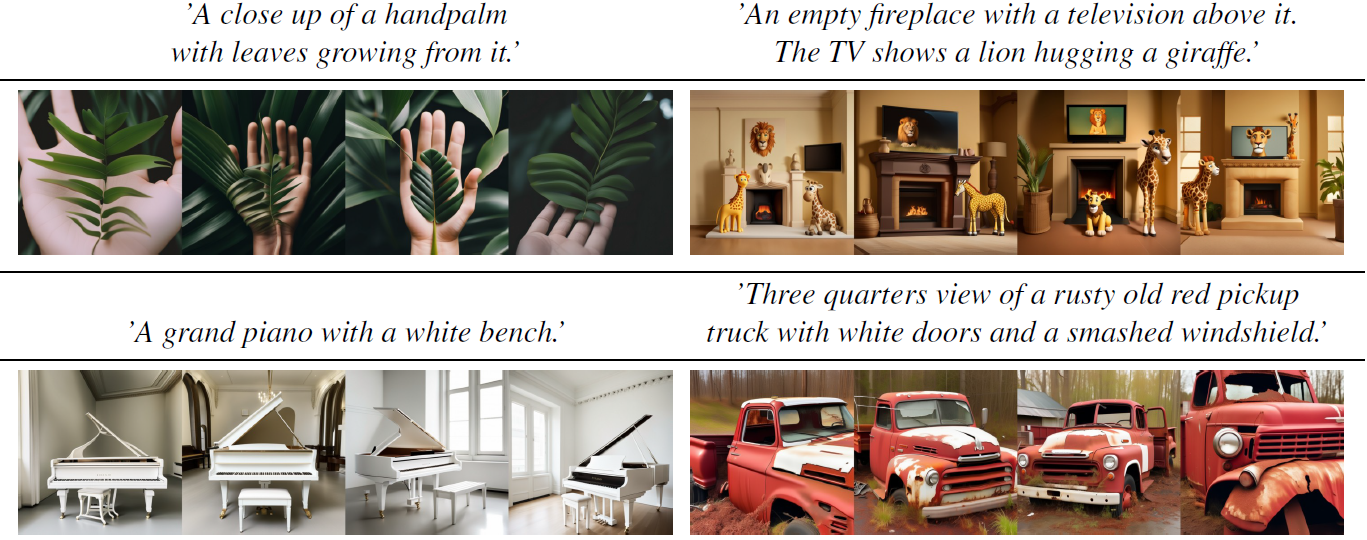 ’A close up of a handpalm
with leaves growing from it.’
’An empty fireplace with a television above it.
The TV shows a lion hugging a giraffe.’
’A grand piano with a white bench.’
’Three quarters view of a rusty old red pickup
truck with white doors and a smashed windshield.’